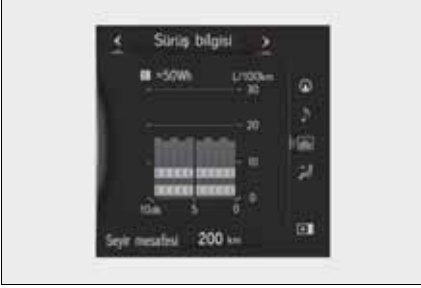 Sürüş bilgisi
=50Wh L/100km
30
20
10
0
10dk 5 0
Seyir mesafesi 200 km